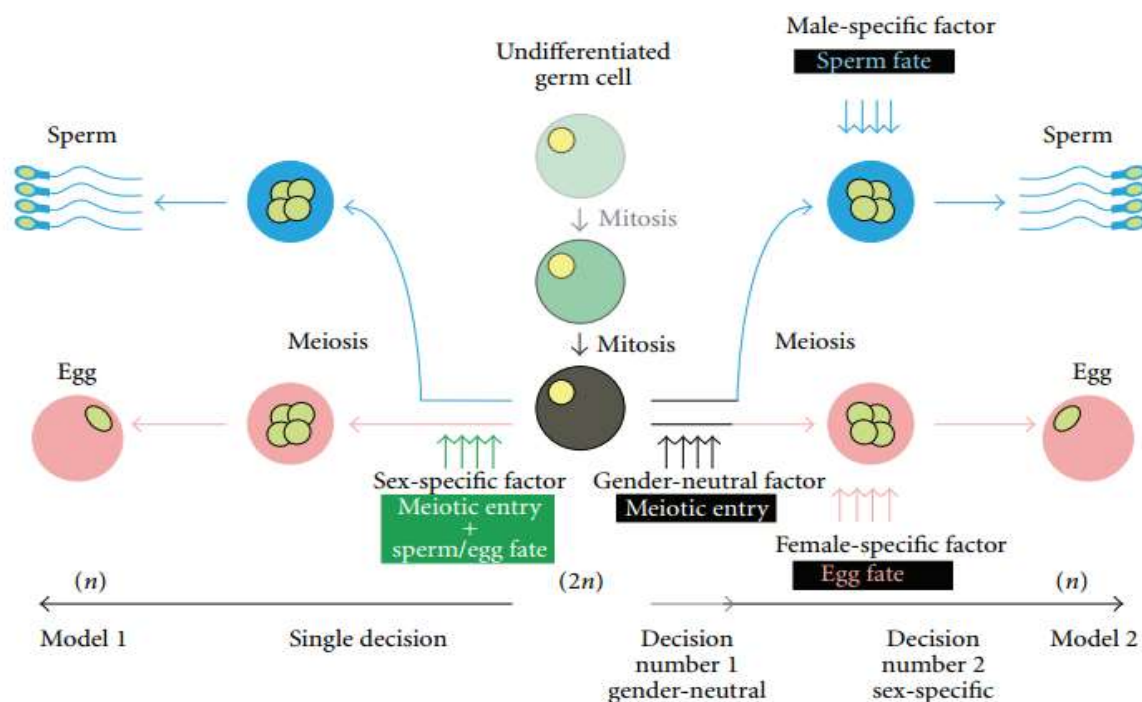 Male-specific factor
Sperm fate
Undifferentiated
germ cell
Sperm
Sperm
Mitosis
Mitosis
Meiosis
Meiosis
Egg
Egg
Sex-specific factor
Meiotic entry
+
sperm/egg fate
Gender-neutral factor
Meiotic entry
Female-specific factor
Egg fate
(n)
(2n)
(n)
Model 1
Single decision
Decision
number 1
gender-neutral
Decision
number 2
sex-specific
Model 2